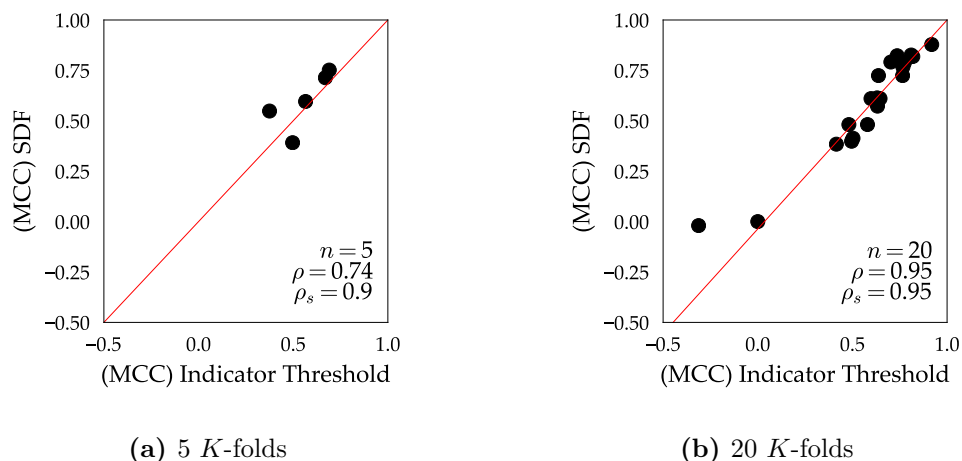 1.00
0.75
0.50
0.25
0.00
−0.25
−0.50
−0.5 0.0 0.5 1.0
(MCC) SDF
(MCC) Indicator Threshold
n = 5
ρ = 0.74
ρs = 0.9
(a) 5 K-folds
1.00
0.75
0.50
0.25
0.00
−0.25
−0.50
−0.5 0.0 0.5 1.0
(MCC) SDF
(MCC) Indicator Threshold
n = 20
ρ = 0.95
ρs = 0.95
(b) 20 K-folds